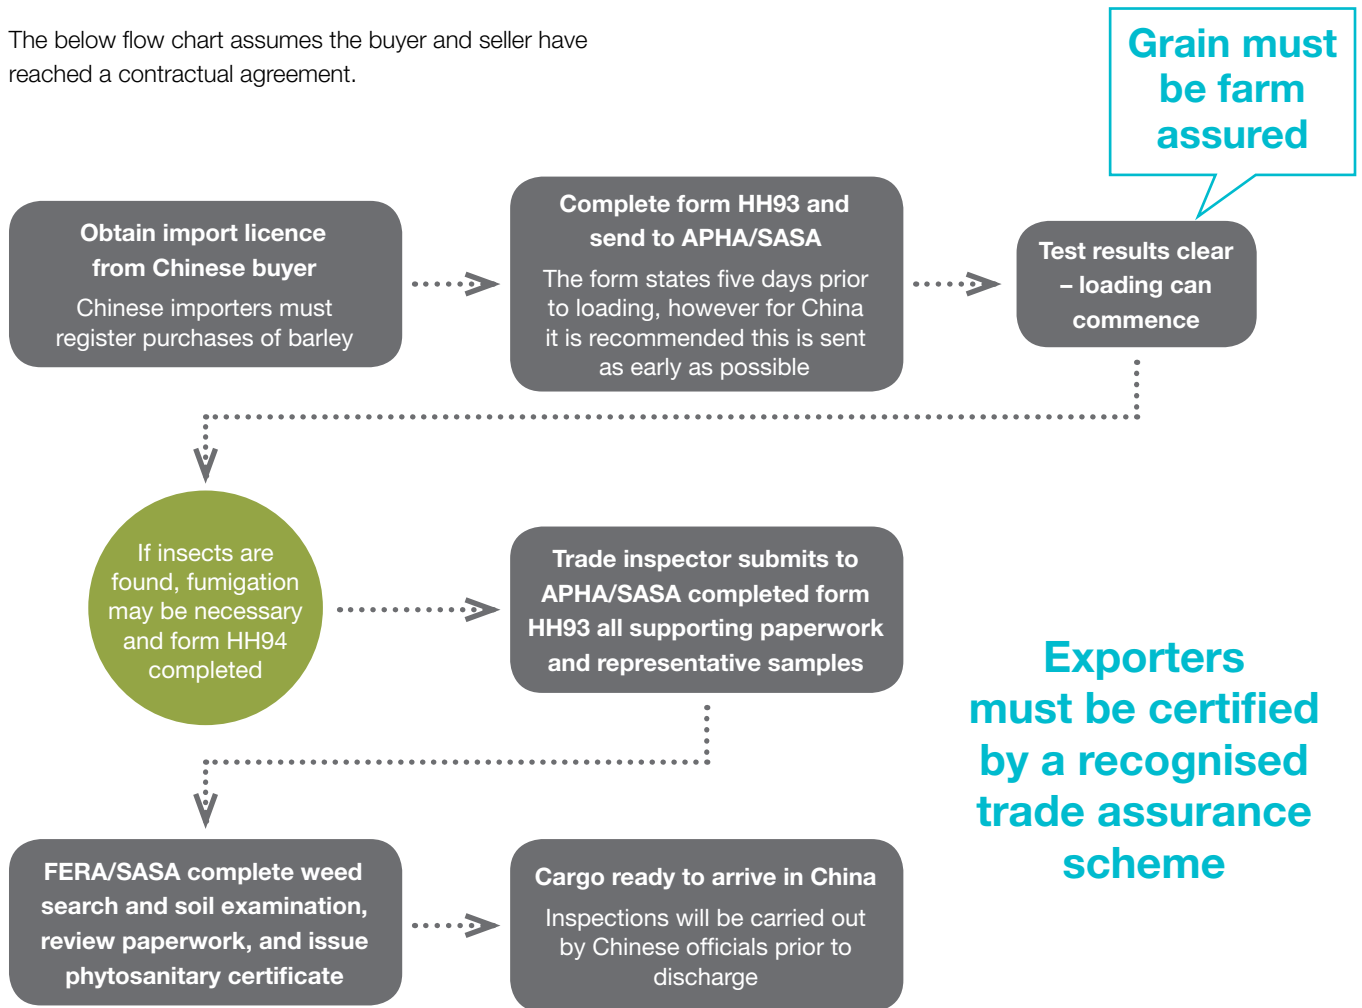 The below flow chart assumes the buyer and seller have
reached a contractual agreement.
Grain must
be farm
assured
Obtain import licence
from Chinese buyer
Chinese importers must
register purchases of barley
Complete form HH93 and
send to APHA/SASA
The form states five days prior
to loading, however for China
it is recommended this is sent
as early as possible
Test results clear
– loading can
commence
If insects are
found, fumigation
may be necessary
and form HH94
completed
Trade inspector submits to
APHA/SASA completed form
HH93 all supporting paperwork
and representative samples
Exporters
must be certified
by a recognised
trade assurance
scheme
FERA/SASA complete weed
search and soil examination,
review paperwork, and issue
phytosanitary certificate
Cargo ready to arrive in China
Inspections will be carried out
by Chinese officials prior to
discharge